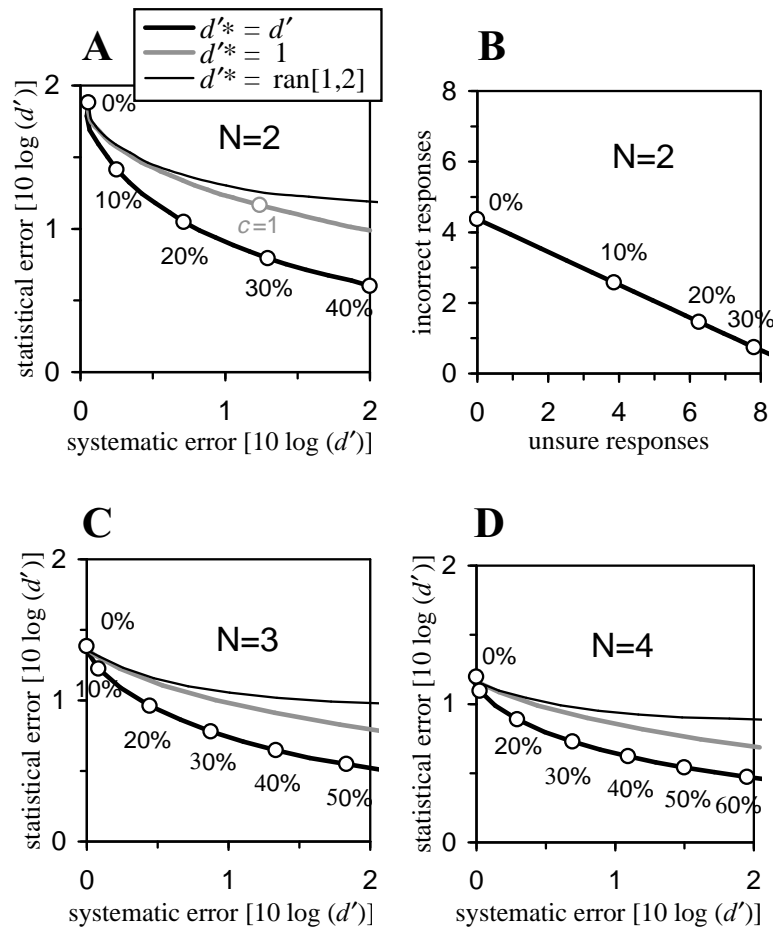 A
d′* = d′
d′* = 1
d′* = ran[1,2]
2
1
0
statistical error [10 log (d′)]
0%
10%
20%
30%
40%
c=1
N=2
0 1 2
systematic error [10 log (d′)]
B
8
6
4
2
0
incorrect responses
N=2
0%
10%
20%
30%
0 2 4 6 8
unsure responses
C
2
1
0
statistical error [10 log (d′)]
N=3
0%
10%
20%
30%
40%
50%
0 1 2
systematic error [10 log (d′)]
D
2
1
0
statistical error [10 log (d′)]
N=4
0%
20%
30%
40%
50%
60%
0 1 2
systematic error [10 log (d′)]